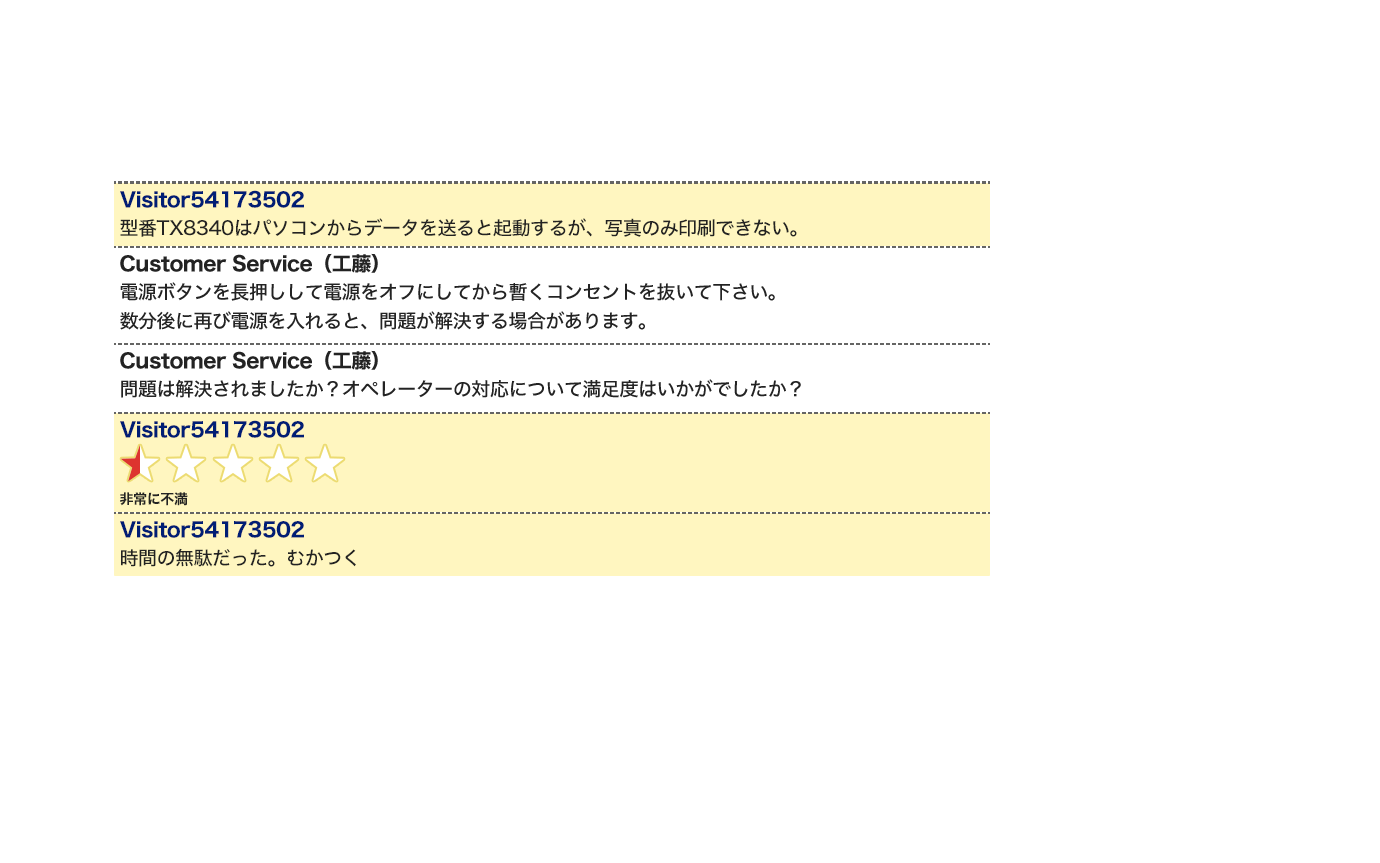 Visitor54173502
型番TX8340はパソコンからデータを送ると起動するが、写真のみ印刷できない。
Customer Service（工藤）
電源ボタンを長押しして電源をオフにしてから暫くコンセントを抜いて下さい。
数分後に再び電源を入れると、問題が解決する場合があります。
Customer Service（工藤）
問題は解決されましたか？オペレーターの対応について満足度はいかがでしたか？
Visitor54173502
非常に不満
Visitor54173502
時間の無駄だった。むかつく